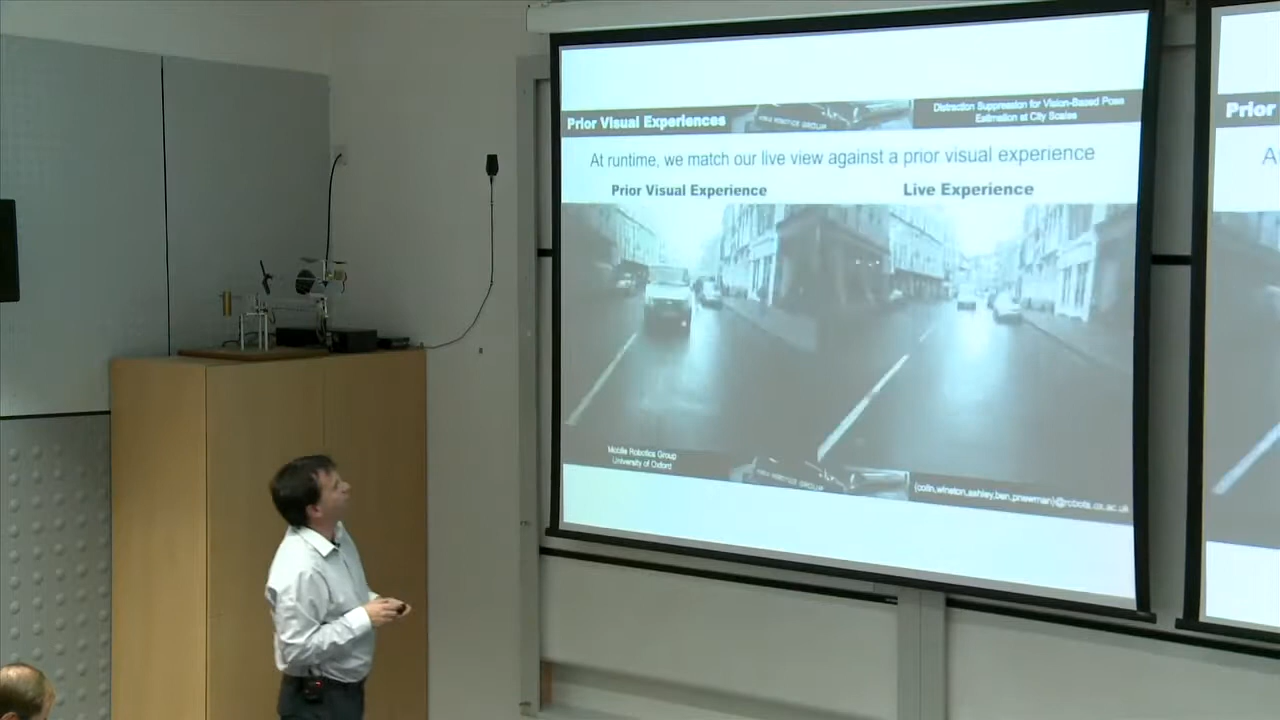 Prior Visual Experiences
Distraction Suppression for Vision-Based Pose
Estimation at City Scales
At runtime, we match our live view against a prior visual experience
Prior Visual Experience
Live Experience
Mobile Robotics Group
University of Oxford
{colin,winston,ashley,ben,pnewman}@robots.ox.ac.uk
Prior
A